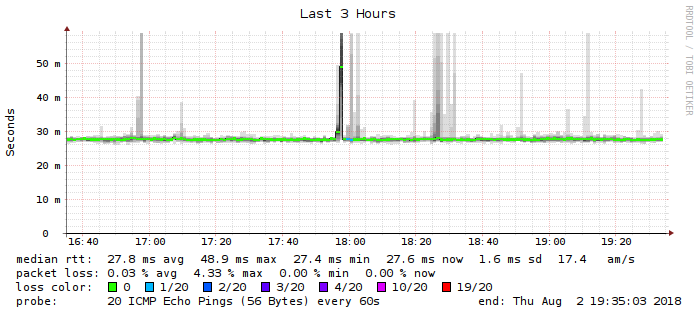 Last 3 Hours
RRDTOOL / TOBI OETIKER
Seconds
50 m
40 m
30 m
20 m
10 m
0
16:40 17:00 17:20 17:40 18:00 18:20 18:40 19:00 19:20
median rtt: 27.8 ms avg 48.9 ms max 27.4 ms min 27.6 ms now 1.6 ms sd 17.4 am/s
packet loss: 0.03 % avg 4.33 % max 0.00 % min 0.00 % now
loss color: 0 1/20 2/20 3/20 4/20 10/20 19/20
probe: 20 ICMP Echo Pings (56 Bytes) every 60s end: Thu Aug 2 19:35:03 2018